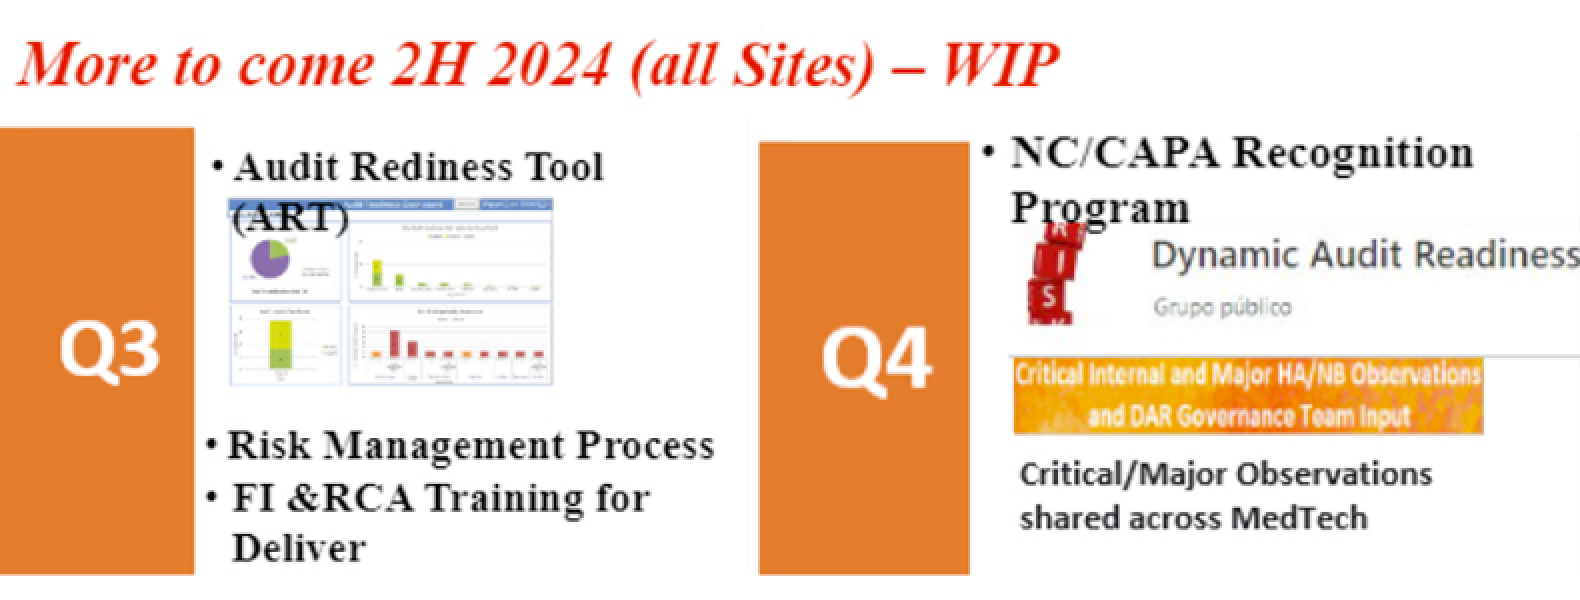 More to come 2H 2024 (all Sites) – WIP
Q3
• Audit Rediness Tool
(ART)
• Risk Management Process
• FI &RCA Training for
Deliver
Q4
• NC/CAPA Recognition
Program
R
I
S
K
Dynamic Audit Readiness
Grupo público
Critical Internal and Major HA/NB Observations
and DAR Governance Team Input
Critical/Major Observations
shared across MedTech